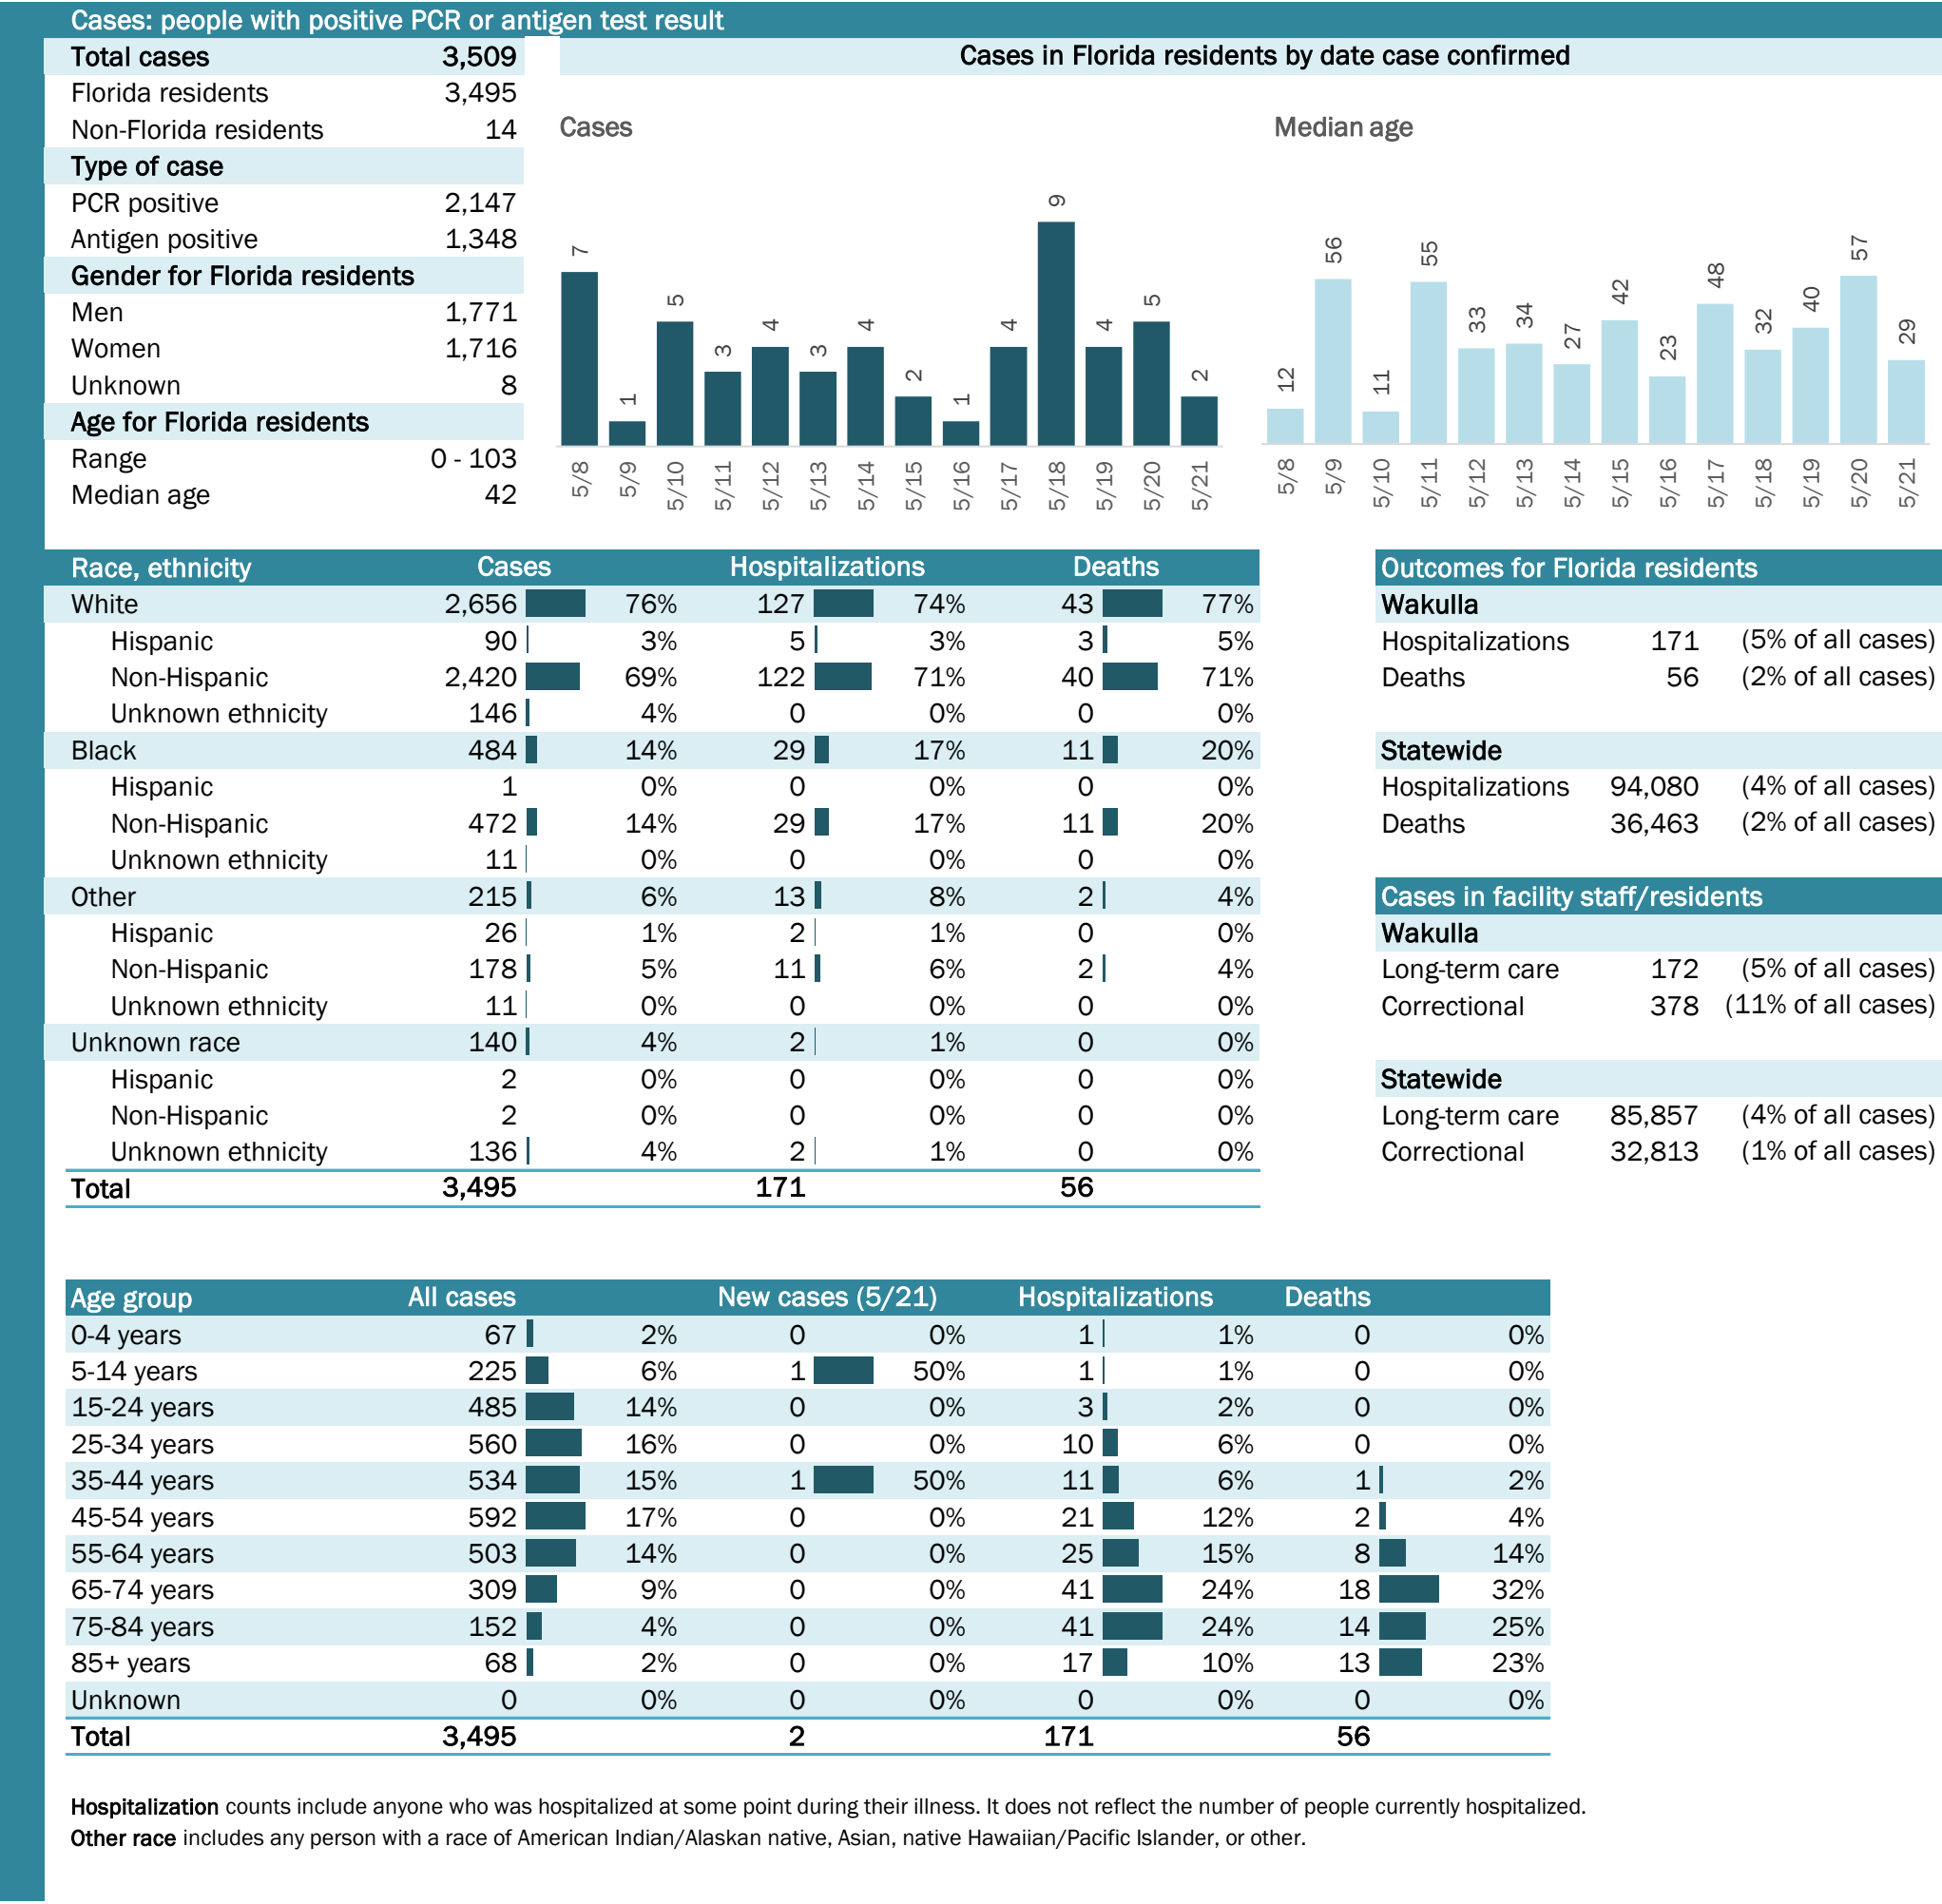 Cases: people with positive PCR or antigen test result
Total cases 3,509
Florida residents 3,495
Non-Florida residents 14
Type of case
PCR positive 2,147
Antigen positive 1,348
Gender for Florida residents
Men 1,771
Women 1,716
Unknown 8
Age for Florida residents
Range 0 - 103
Median age 42
Cases in Florida residents by date case confirmed
Cases
7 1 5 3 4 3 4 2 1 4 9 4 5 2
5/8 5/9 5/10 5/11 5/12 5/13 5/14 5/15 5/16 5/17 5/18 5/19 5/20 5/21
Median age
12 56 11 55 33 34 27 42 23 48 32 40 57 29
5/8 5/9 5/10 5/11 5/12 5/13 5/14 5/15 5/16 5/17 5/18 5/19 5/20 5/21
Race, ethnicity Cases Hospitalizations Deaths
White 2,656 76% 127 74% 43 77%
Hispanic 90 3% 5 3% 3 5%
Non-Hispanic 2,420 69% 122 71% 40 71%
Unknown ethnicity 146 4% 0 0% 0 0%
Black 484 14% 29 17% 11 20%
Hispanic 1 0% 0 0% 0 0%
Non-Hispanic 472 14% 29 17% 11 20%
Unknown ethnicity 11 0% 0 0% 0 0%
Other 215 6% 13 8% 2 4%
Hispanic 26 1% 2 1% 0 0%
Non-Hispanic 178 5% 11 6% 2 4%
Unknown ethnicity 11 0% 0 0% 0 0%
Unknown race 140 4% 2 1% 0 0%
Hispanic 2 0% 0 0% 0 0%
Non-Hispanic 2 0% 0 0% 0 0%
Unknown ethnicity 136 4% 2 1% 0 0%
Total 3,495 171 56
Outcomes for Florida residents
Wakulla
Hospitalizations 171 (5% of all cases)
Deaths 56 (2% of all cases)
Statewide
Hospitalizations 94,080 (4% of all cases)
Deaths 36,463 (2% of all cases)
Cases in facility staff/residents
Wakulla
Long-term care 172 (5% of all cases)
Correctional 378 (11% of all cases)
Statewide
Long-term care 85,857 (4% of all cases)
Correctional 32,813 (1% of all cases)
Age group All cases New cases (5/21) Hospitalizations Deaths
0-4 years 67 2% 0 0% 1 1% 0 0%
5-14 years 225 6% 1 50% 1 1% 0 0%
15-24 years 485 14% 0 0% 3 2% 0 0%
25-34 years 560 16% 0 0% 10 6% 0 0%
35-44 years 534 15% 1 50% 11 6% 1 2%
45-54 years 592 17% 0 0% 21 12% 2 4%
55-64 years 503 14% 0 0% 25 15% 8 14%
65-74 years 309 9% 0 0% 41 24% 18 32%
75-84 years 152 4% 0 0% 41 24% 14 25%
85+ years 68 2% 0 0% 17 10% 13 23%
Unknown 0 0% 0 0% 0 0% 0 0%
Total 3,495 2 171 56
Hospitalization counts include anyone who was hospitalized at some point during their illness. It does not reflect the number of people currently hospitalized.
Other race includes any person with a race of American Indian/Alaskan native, Asian, native Hawaiian/Pacific Islander, or other.